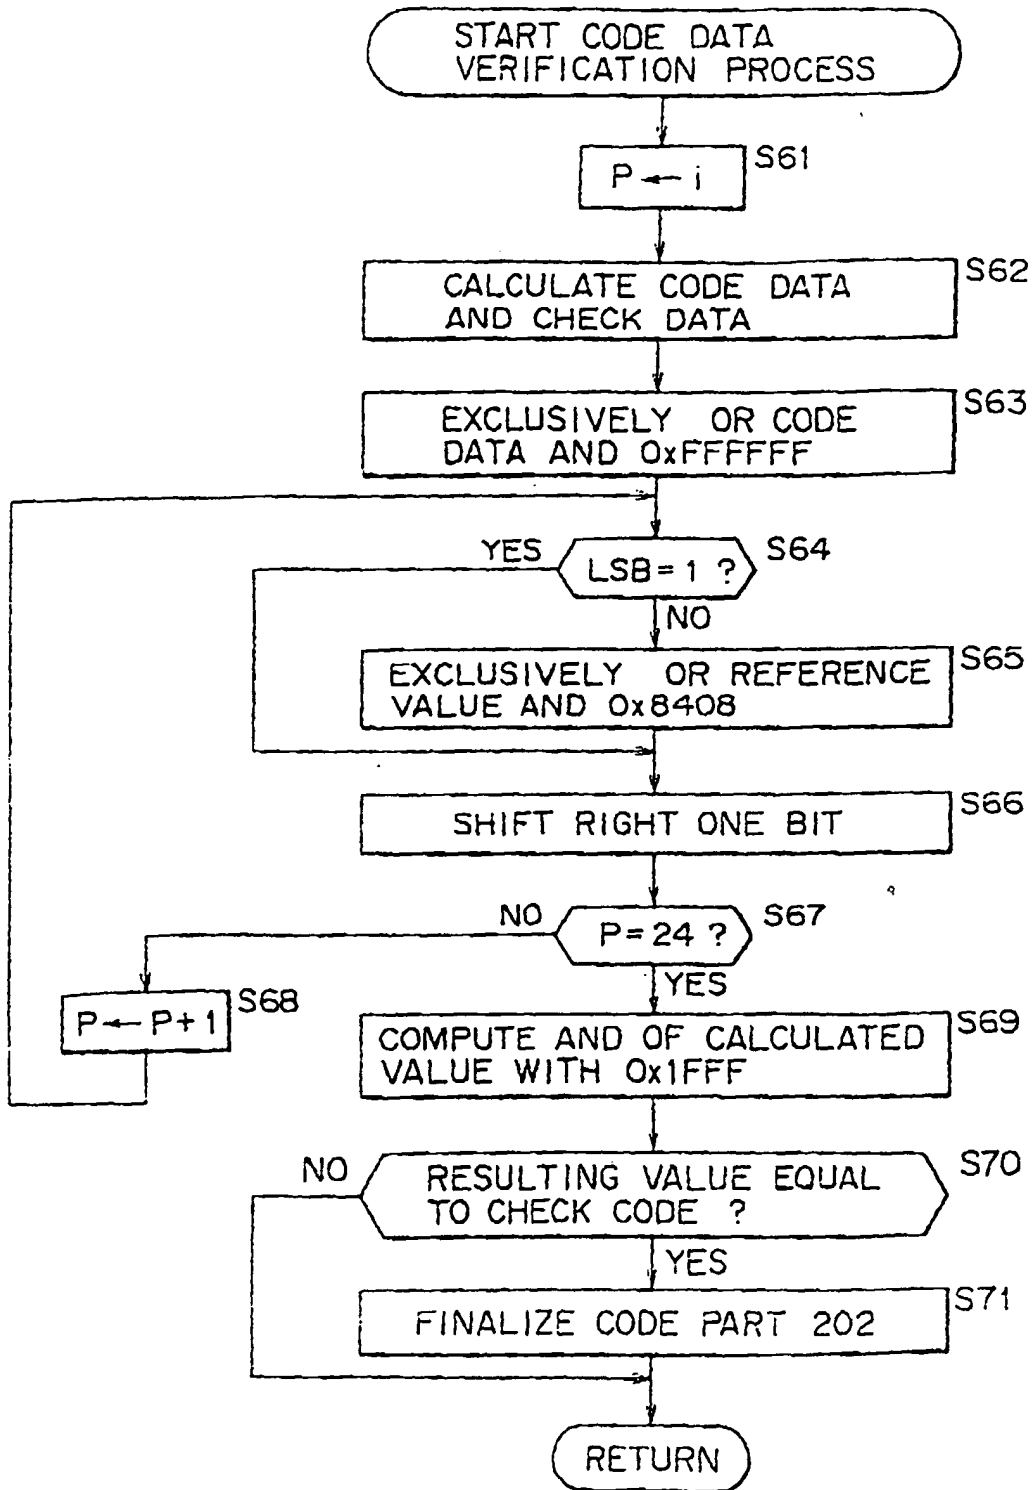 START CODE DATA
VERIFICATION PROCESS
S61
P ← i
S62
CALCULATE CODE DATA
AND CHECK DATA
S63
EXCLUSIVELY OR CODE
DATA AND 0xFFFFFF
YES
S64
LSB = 1 ?
NO
S65
EXCLUSIVELY OR REFERENCE
VALUE AND 0x8408
S66
SHIFT RIGHT ONE BIT
NO
S67
P = 24 ?
YES
S68
P ← P + 1
S69
COMPUTE AND OF CALCULATED
VALUE WITH 0x1FFF
NO
S70
RESULTING VALUE EQUAL
TO CHECK CODE ?
YES
S71
FINALIZE CODE PART 202
RETURN